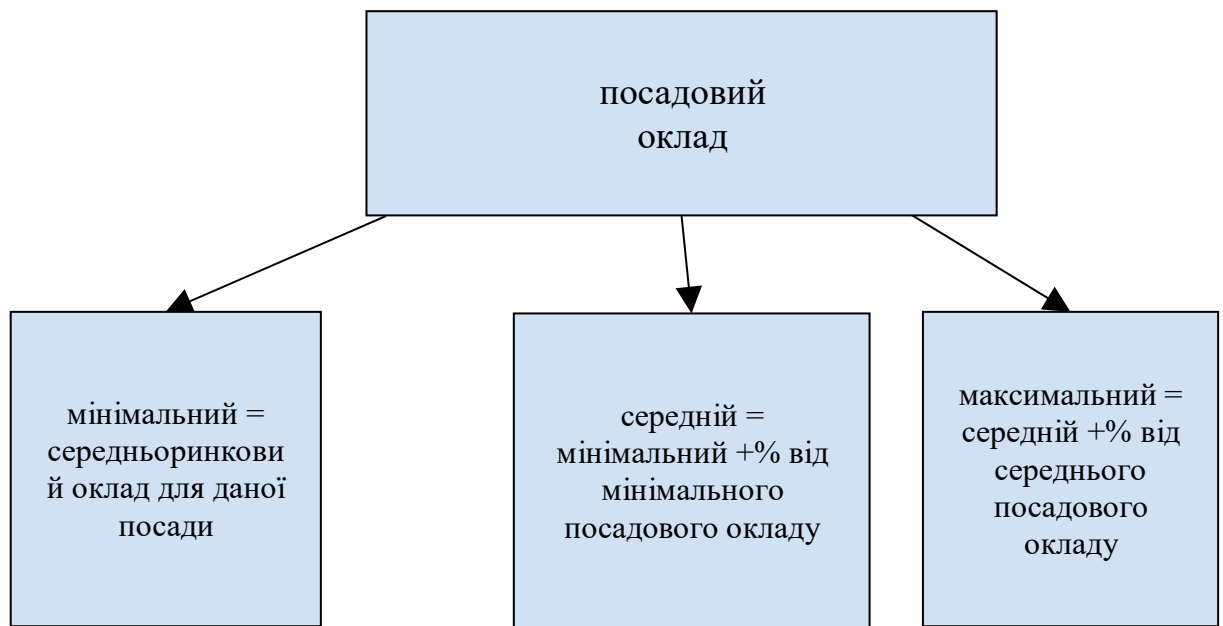 посадовий
оклад
мінімальний =
середньоринкови
й оклад для даної
посади
середній =
мінімальний +% від
мінімального
посадового окладу
максимальний =
середній +% від
середнього
посадового
окладу